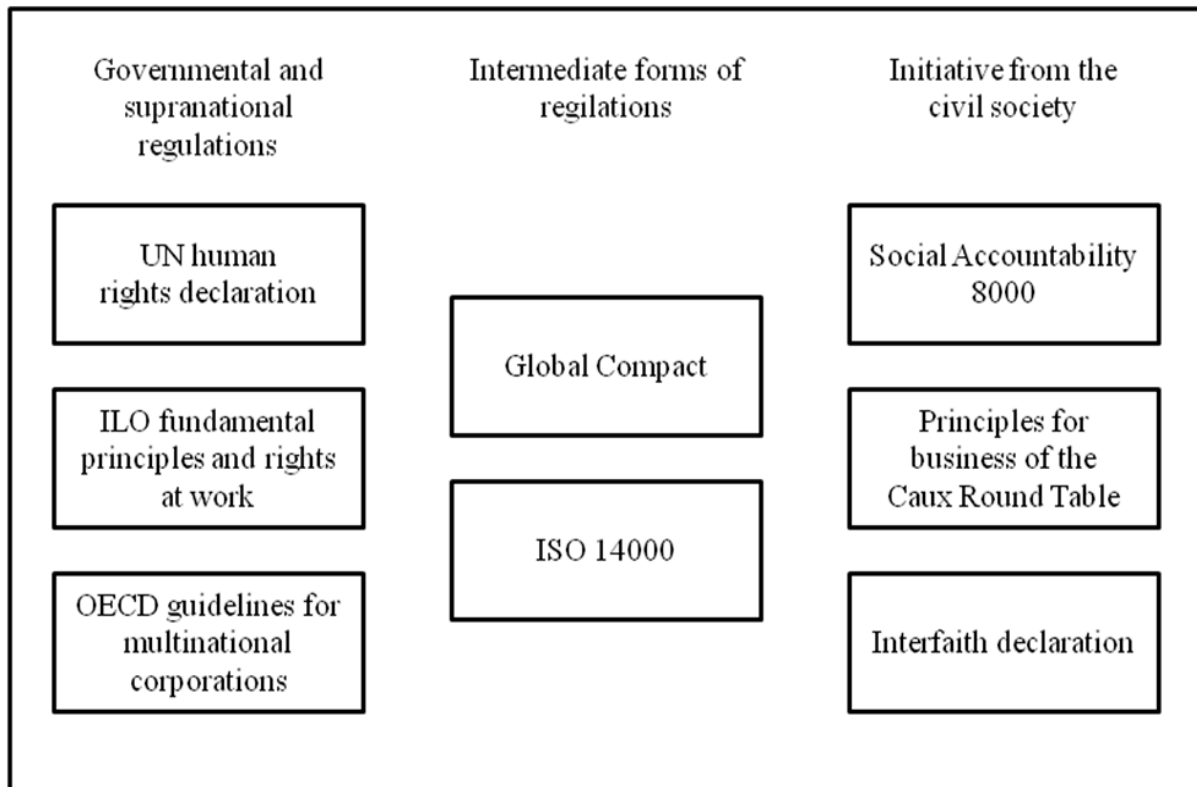 Governmental and
supranational
regulations
Intermediate forms of
regilations
Initiative from the
civil society
UN human
rights declaration
ILO fundamental
principles and rights
at work
OECD guidelines for
multinational
corporations
Global Compact
ISO 14000
Social Accountability
8000
Principles for
business of the
Caux Round Table
Interfaith declaration